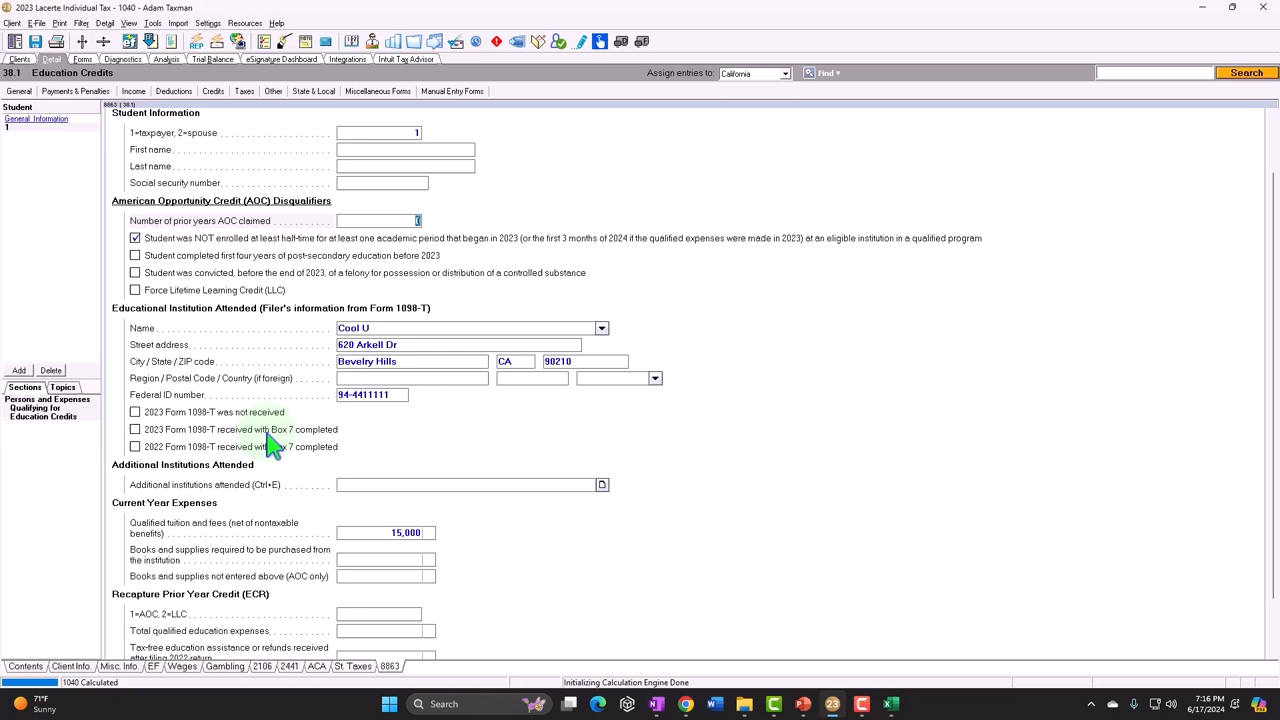 2023 Lacerte Individual Tax - 1040 - Adam Taxman
Client E-File Print Filter Detail View Tools Import Settings Resources Help
Clients Detail Forms Diagnostics Analysis Trial Balance eSignature Dashboard Integrations Intuit Tax Advisor
38.1 Education Credits Assign entries to: California Find Search
General Payments & Penalties Income Deductions Credits Taxes Other State & Local Miscellaneous Forms Manual Entry Forms
Student
General Information
1
8863 (38.1)
Student Information
1=taxpayer, 2=spouse 1
First name
Last name
Social security number
American Opportunity Credit (AOC) Disqualifiers
Number of prior years AOC claimed
Student was NOT enrolled at least half-time for at least one academic period that began in 2023 (or the first 3 months of 2024 if the qualified expenses were made in 2023) at an eligible institution in a qualified program
Student completed first four years of post-secondary education before 2023
Student was convicted, before the end of 2023, of a felony for possession or distribution of a controlled substance
Force Lifetime Learning Credit (LLC)
Educational Institution Attended (Filer's information from Form 1098-T)
Name Cool U
Street address 620 Arkell Dr
City / State / ZIP code Bevelry Hills CA 90210
Region / Postal Code / Country (if foreign)
Federal ID number 94-4411111
2023 Form 1098-T was not received
2023 Form 1098-T received with Box 7 completed
2022 Form 1098-T received with Box 7 completed
Additional Institutions Attended
Additional institutions attended (Ctrl+E)
Current Year Expenses
Qualified tuition and fees (net of nontaxable
benefits) 15,000
Books and supplies required to be purchased from
the institution
Books and supplies not entered above (AOC only)
Recapture Prior Year Credit (ECR)
1=AOC, 2=LLC
Total qualified education expenses
Tax-free education assistance or refunds received
after filing 2022 return
Add Delete
Sections Topics
Persons and Expenses
Qualifying for
Education Credits
Contents Client Info. Misc. Info. EF Wages Gambling 2106 2441 ACA St. Taxes 8863
1040 Calculated Initializing Calculation Engine Done
71°F
Sunny
Search
7:16 PM
6/17/2024